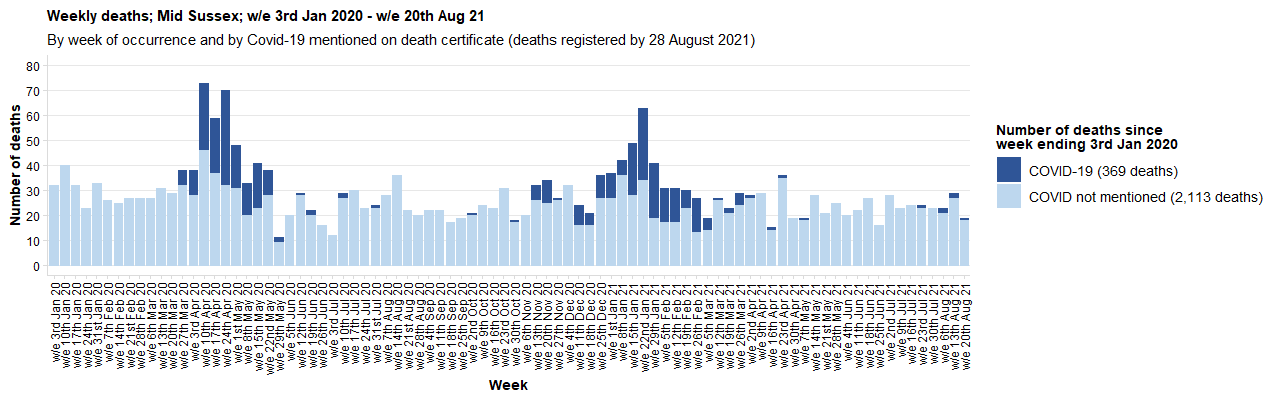 Weekly deaths; Mid Sussex; w/e 3rd Jan 2020 - w/e 20th Aug 21
By week of occurrence and by Covid-19 mentioned on death certificate (deaths registered by 28 August 2021)
Number of deaths
80
70
60
50
40
30
20
10
0
w/e 3rd Jan 20
w/e 10th Jan 20
w/e 17th Jan 20
w/e 24th Jan 20
w/e 31st Jan 20
w/e 7th Feb 20
w/e 14th Feb 20
w/e 21st Feb 20
w/e 28th Feb 20
w/e 6th Mar 20
w/e 13th Mar 20
w/e 20th Mar 20
w/e 27th Mar 20
w/e 3rd Apr 20
w/e 10th Apr 20
w/e 17th Apr 20
w/e 24th Apr 20
w/e 1st May 20
w/e 8th May 20
w/e 15th May 20
w/e 22nd May 20
w/e 29th May 20
w/e 5th Jun 20
w/e 12th Jun 20
w/e 19th Jun 20
w/e 26th Jun 20
w/e 3rd Jul 20
w/e 10th Jul 20
w/e 17th Jul 20
w/e 24th Jul 20
w/e 31st Jul 20
w/e 7th Aug 20
w/e 14th Aug 20
w/e 21st Aug 20
w/e 28th Aug 20
w/e 4th Sep 20
w/e 11th Sep 20
w/e 18th Sep 20
w/e 25th Sep 20
w/e 2nd Oct 20
w/e 9th Oct 20
w/e 16th Oct 20
w/e 23rd Oct 20
w/e 30th Oct 20
w/e 6th Nov 20
w/e 13th Nov 20
w/e 20th Nov 20
w/e 27th Nov 20
w/e 4th Dec 20
w/e 11th Dec 20
w/e 18th Dec 20
w/e 25th Dec 20
w/e 1st Jan 21
w/e 8th Jan 21
w/e 15th Jan 21
w/e 22nd Jan 21
w/e 29th Jan 21
w/e 5th Feb 21
w/e 12th Feb 21
w/e 19th Feb 21
w/e 26th Feb 21
w/e 5th Mar 21
w/e 12th Mar 21
w/e 19th Mar 21
w/e 26th Mar 21
w/e 2nd Apr 21
w/e 9th Apr 21
w/e 16th Apr 21
w/e 23rd Apr 21
w/e 30th Apr 21
w/e 7th May 21
w/e 14th May 21
w/e 21st May 21
w/e 28th May 21
w/e 4th Jun 21
w/e 11th Jun 21
w/e 18th Jun 21
w/e 25th Jun 21
w/e 2nd Jul 21
w/e 9th Jul 21
w/e 16th Jul 21
w/e 23rd Jul 21
w/e 30th Jul 21
w/e 6th Aug 21
w/e 13th Aug 21
w/e 20th Aug 21
Week
Number of deaths since
week ending 3rd Jan 2020
COVID-19 (369 deaths)
COVID not mentioned (2,113 deaths)